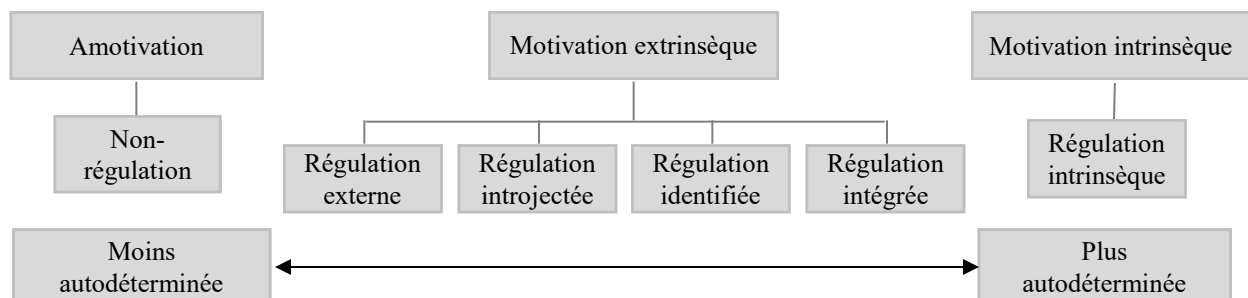 Amotivation
Motivation extrinsèque
Motivation intrinsèque
Non-
régulation
Régulation
externe
Régulation
introjectée
Régulation
identifiée
Régulation
intégrée
Régulation
intrinsèque
Moins
autodéterminée
Plus
autodéterminée